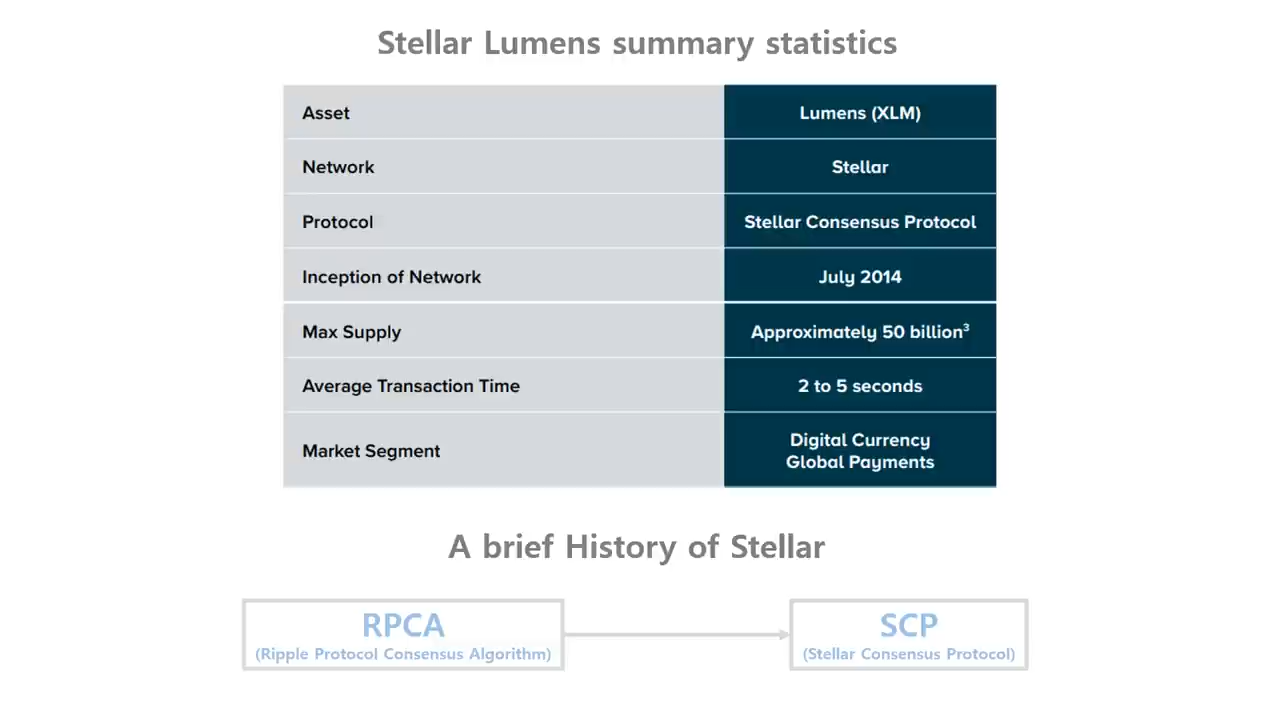 Stellar Lumens summary statistics
Asset
Lumens (XLM)
Network
Stellar
Protocol
Stellar Consensus Protocol
Inception of Network
July 2014
Max Supply
Approximately 50 billion³
Average Transaction Time
2 to 5 seconds
Market Segment
Digital Currency
Global Payments
A brief History of Stellar
RPCA
(Ripple Protocol Consensus Algorithm)
SCP
(Stellar Consensus Protocol)